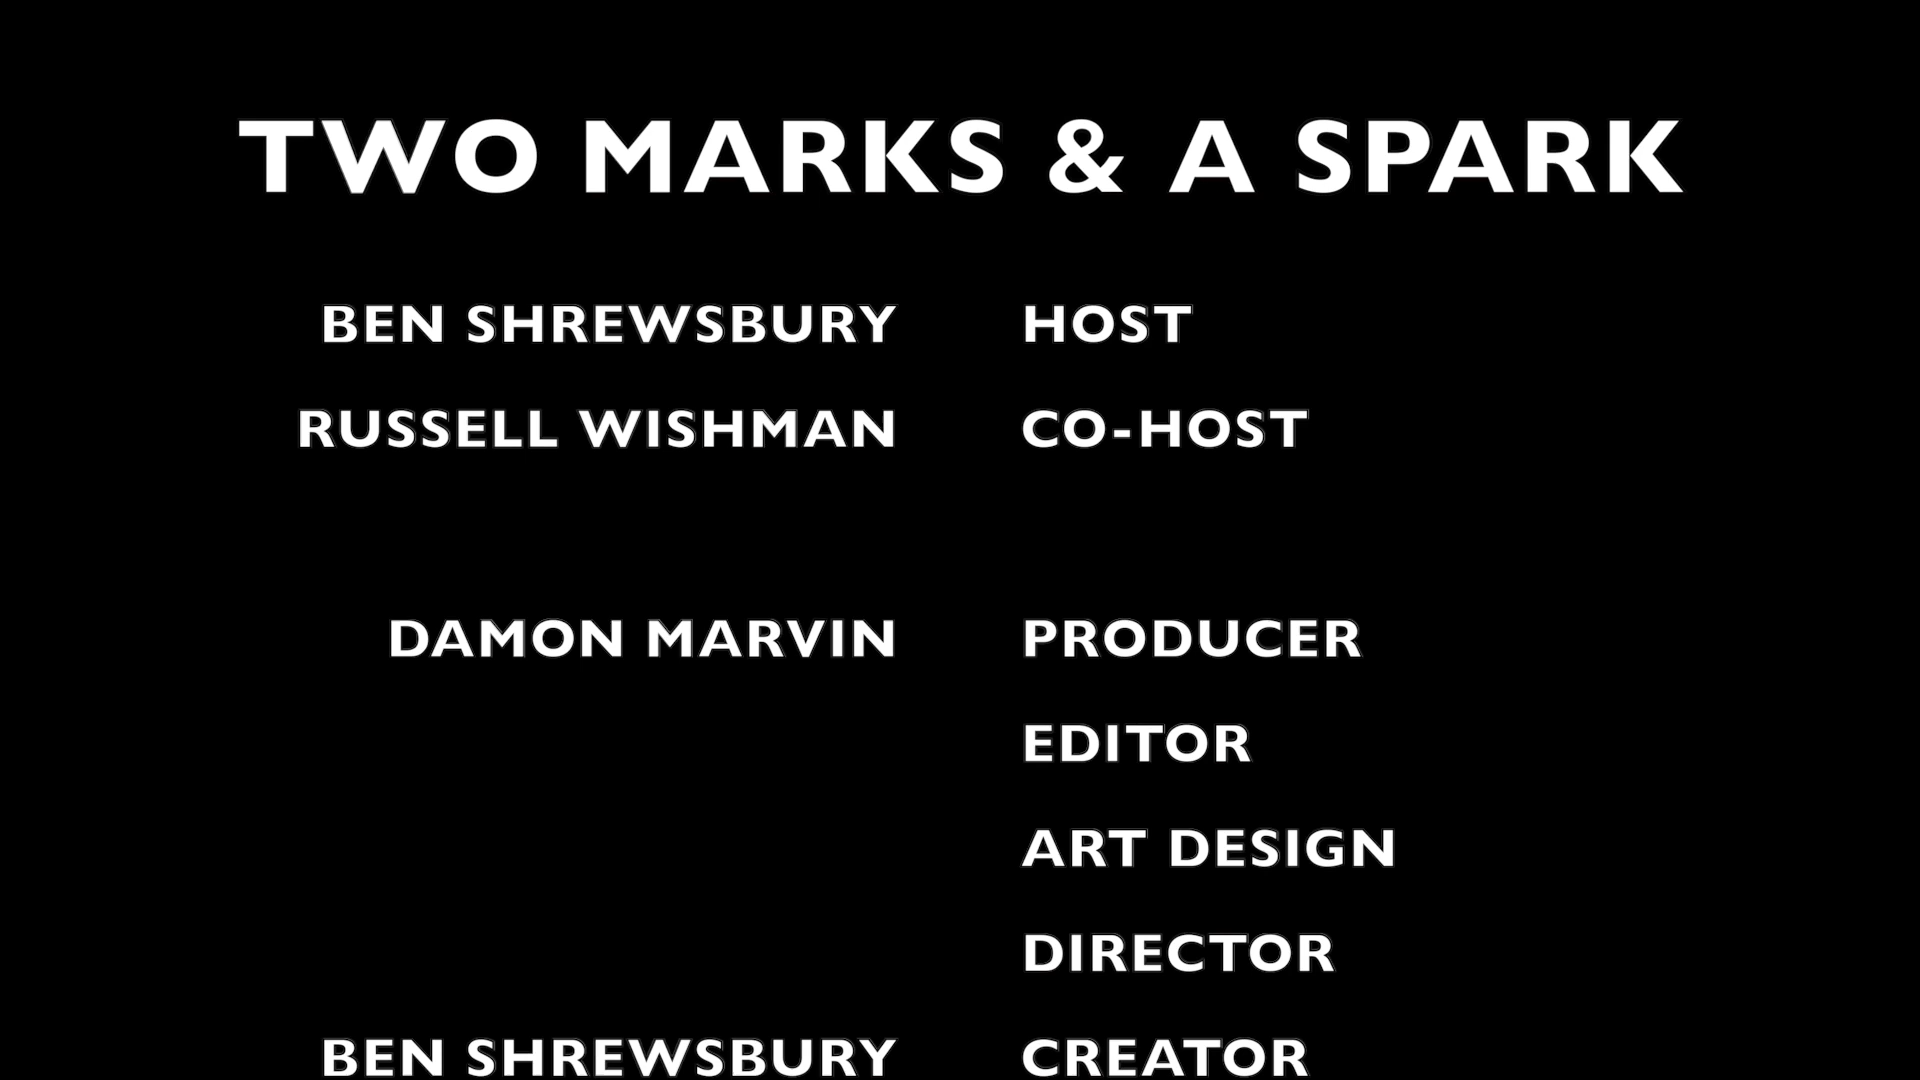 TWO MARKS & A SPARK
BEN SHREWSBURY HOST
RUSSELL WISHMAN CO-HOST
DAMON MARVIN PRODUCER
EDITOR
ART DESIGN
DIRECTOR
BEN SHREWSBURY CREATOR